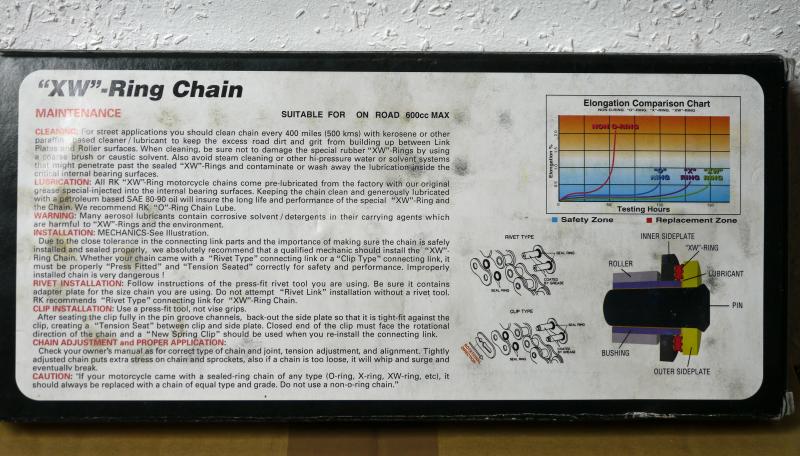 "XW"-Ring Chain
MAINTENANCE
SUITABLE FOR ON ROAD 600cc MAX
CLEANING: For street applications you should clean chain every 400 miles (500 kms) with kerosene or other
paraffin based cleaner/lubricant to keep the excess road dirt and grit from building up between Link
Plates and Roller surfaces. When cleaning, be sure not to damage the special rubber "XW"-Rings by using
a coarse brush or caustic solvent. Also avoid steam cleaning or other hi-pressure water or solvent systems
that might penetrate past the sealed "XW"-Rings and contaminate or wash away the lubrication inside the
critical internal bearing surfaces.
LUBRICATION: All RK "XW"-Ring motorcycle chains come pre-lubricated from the factory with our original
grease special-injected into the internal bearing surfaces. Keeping the chain clean and generously lubricated
with a petroleum based SAE 80-90 oil will insure the long life and performance of the special "XW"-Ring and
the Chain. We recommend RK, "O"-Ring Chain Lube.
WARNING: Many aerosol lubricants contain corrosive solvent/detergents in their carrying agents which
are harmful to "XW"-Rings and the environment.
INSTALLATION: MECHANICS-See Illustration.
Due to the close tolerance in the connecting link parts and the importance of making sure the chain is safely
installed and sealed properly, we absolutely recommend that a qualified mechanic should install the "XW"-
Ring Chain. Whether your chain came with a "Rivet Type" connecting link or a "Clip Type" connecting link, it
must be properly "Press Fitted" and "Tension Seated" correctly for safety and performance. Improperly
installed chain is very dangerous !
RIVET INSTALLATION: Follow instructions of the press-fit rivet tool you are using. Be sure it contains
adapter plate for the size chain you are using. Do not attempt "Rivet Link" installation without a rivet tool.
RK recommends "Rivet Type" connecting link for "XW"-Ring Chain.
CLIP INSTALLATION: Use a press-fit tool, not vise grips.
After seating the clip fully in the pin groove channels, back-out the side plate so that it is tight-fit against the
clip, creating a "Tension Seat" between clip and side plate. Closed end of the clip must face the rotational
direction of the chain and a "New Spring Clip" should be used when you re-install the connecting link.
CHAIN ADJUSTMENT and PROPER APPLICATION:
Check your owner's manual as for correct type of chain and joint, tension adjustment, and alignment. Tightly
adjusted chain puts extra stress on chain and sprockets, also if a chain is too loose, it will whip and surge and
eventually break.
CAUTION: "If your motorcycle came with a sealed-ring chain of any type (O-ring, X-ring, XW-ring, etc), it
should always be replaced with a chain of equal type and grade. Do not use a non-o-ring chain."
Elongation Comparison Chart
NON-O-RING, "O"-RING, "X"-RING, "XW"-RING
Elongation %
NON O-RING
"O" RING
"X" RING
"XW" RING
Testing Hours
Safety Zone
Replacement Zone
RIVET TYPE
SEAL RING
SEAL RING
COATED BY GREASE
CLIP TYPE
SEAL RING
SEAL RING
COATED BY GREASE
INNER SIDEPLATE
"XW"-RING
ROLLER
LUBRICANT
PIN
BUSHING
OUTER SIDEPLATE